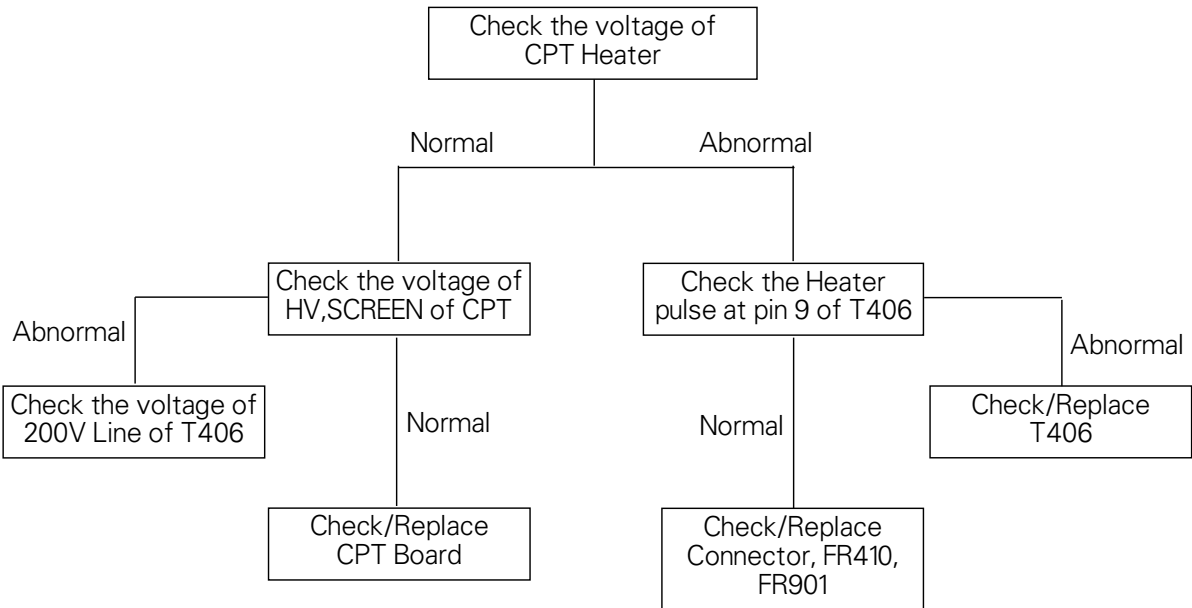 Check the voltage of
CPT Heater
Normal
Abnormal
Check the voltage of
HV,SCREEN of CPT
Check the Heater
pulse at pin 9 of T406
Abnormal
Abnormal
Check the voltage of
200V Line of T406
Normal
Normal
Check/Replace
T406
Check/Replace
CPT Board
Check/Replace
Connector, FR410,
FR901